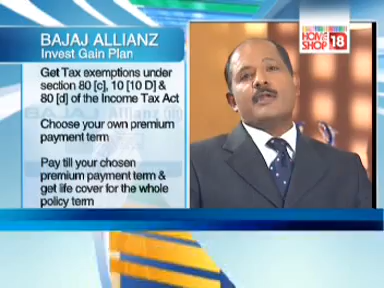 BAJAJ ALLIANZ
Invest Gain Plan
HOME
SHOP 18
Get Tax exemptions under
section 80 [c], 10 [10 D] &
80 [d] of the Income Tax Act
Choose your own premium
payment term
Pay till your chosen
premium payment term &
get life cover for the whole
policy term